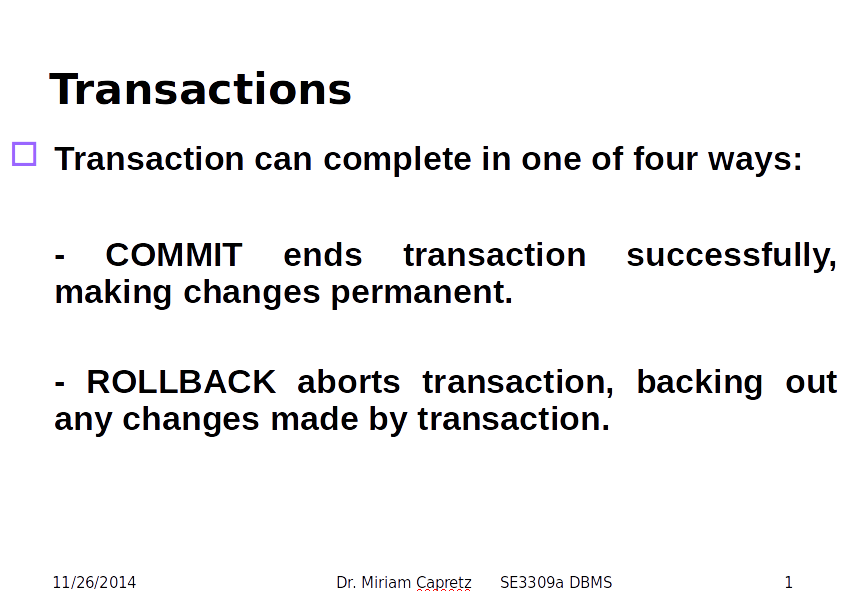 Transactions
Transaction can complete in one of four ways:
- COMMIT ends transaction successfully,
making changes permanent.
- ROLLBACK aborts transaction, backing out
any changes made by transaction.
11/26/2014 Dr. Miriam Capretz SE3309a DBMS 1